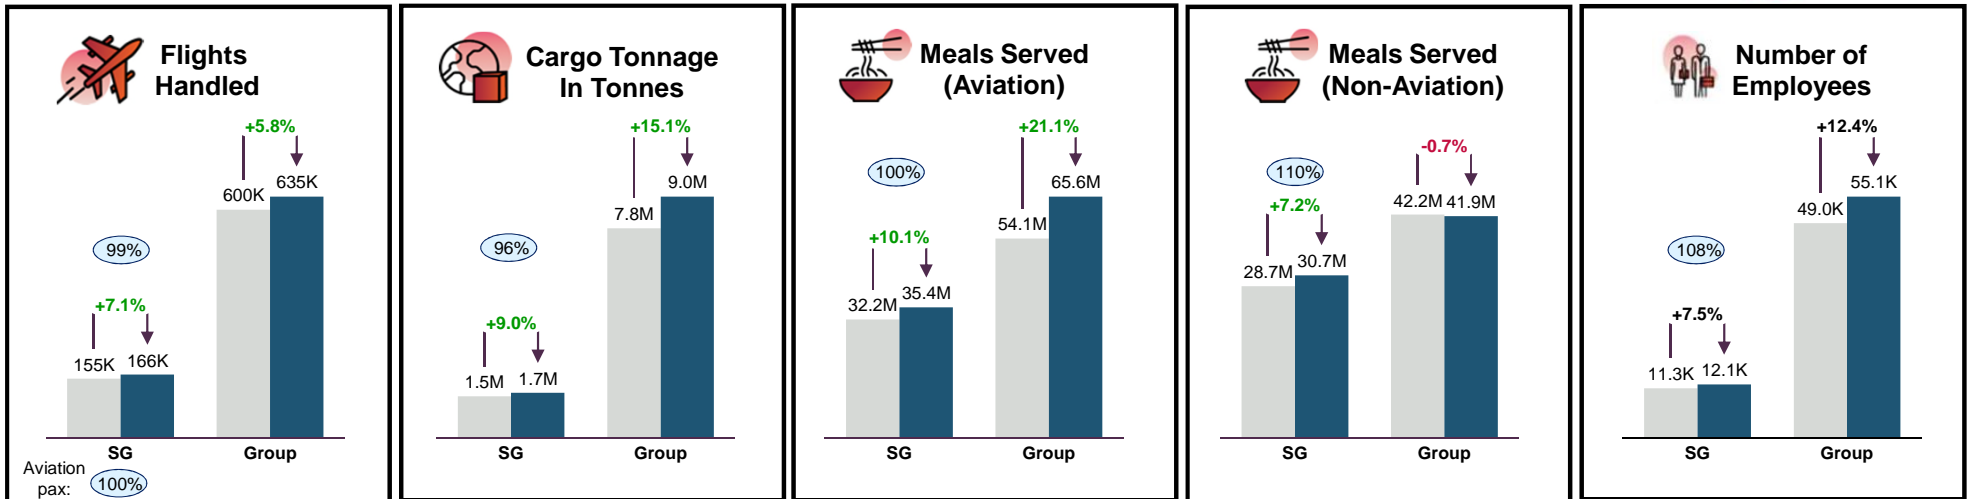 Flights
Handled
+5.8%
600K
635K
99%
+7.1%
155K
166K
SG
Group
Aviation
pax:
100%
Cargo Tonnage
In Tonnes
+15.1%
7.8M
9.0M
96%
+9.0%
1.5M
1.7M
SG
Group
Meals Served
(Aviation)
+21.1%
54.1M
65.6M
100%
+10.1%
32.2M
35.4M
SG
Group
Meals Served
(Non-Aviation)
-0.7%
42.2M
41.9M
110%
+7.2%
28.7M
30.7M
SG
Group
Number of
Employees
+12.4%
49.0K
55.1K
108%
+7.5%
11.3K
12.1K
SG
Group